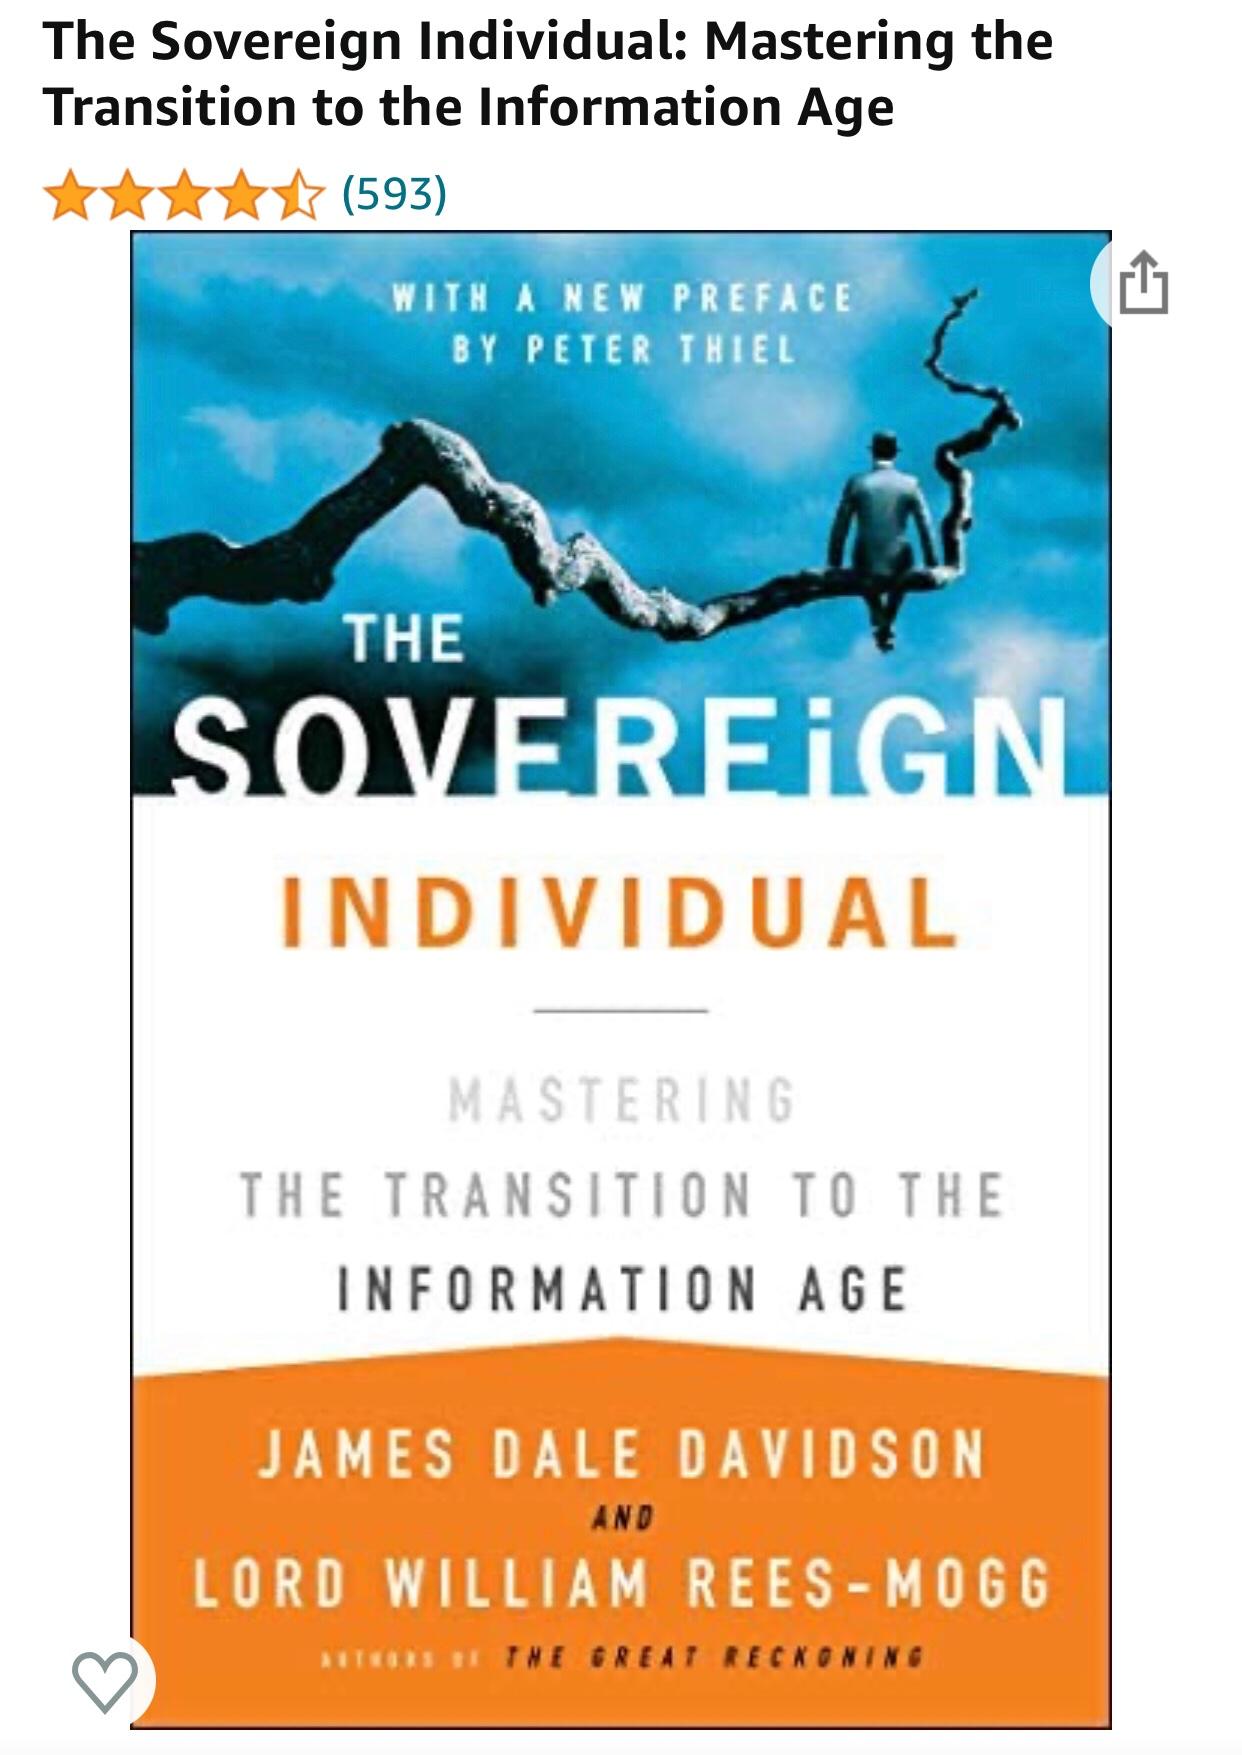 The Sovereign Individual: Mastering the
Transition to the Information Age
(593)
WITH A NEW PREFACE
BY PETER THIEL
THE
SOVEREiGN
INDIVIDUAL
MASTERING
THE TRANSITION TO THE
INFORMATION AGE
JAMES DALE DAVIDSON
AND
LORD WILLIAM REES-MOGG
AUTHORS OF THE GREAT RECKONING